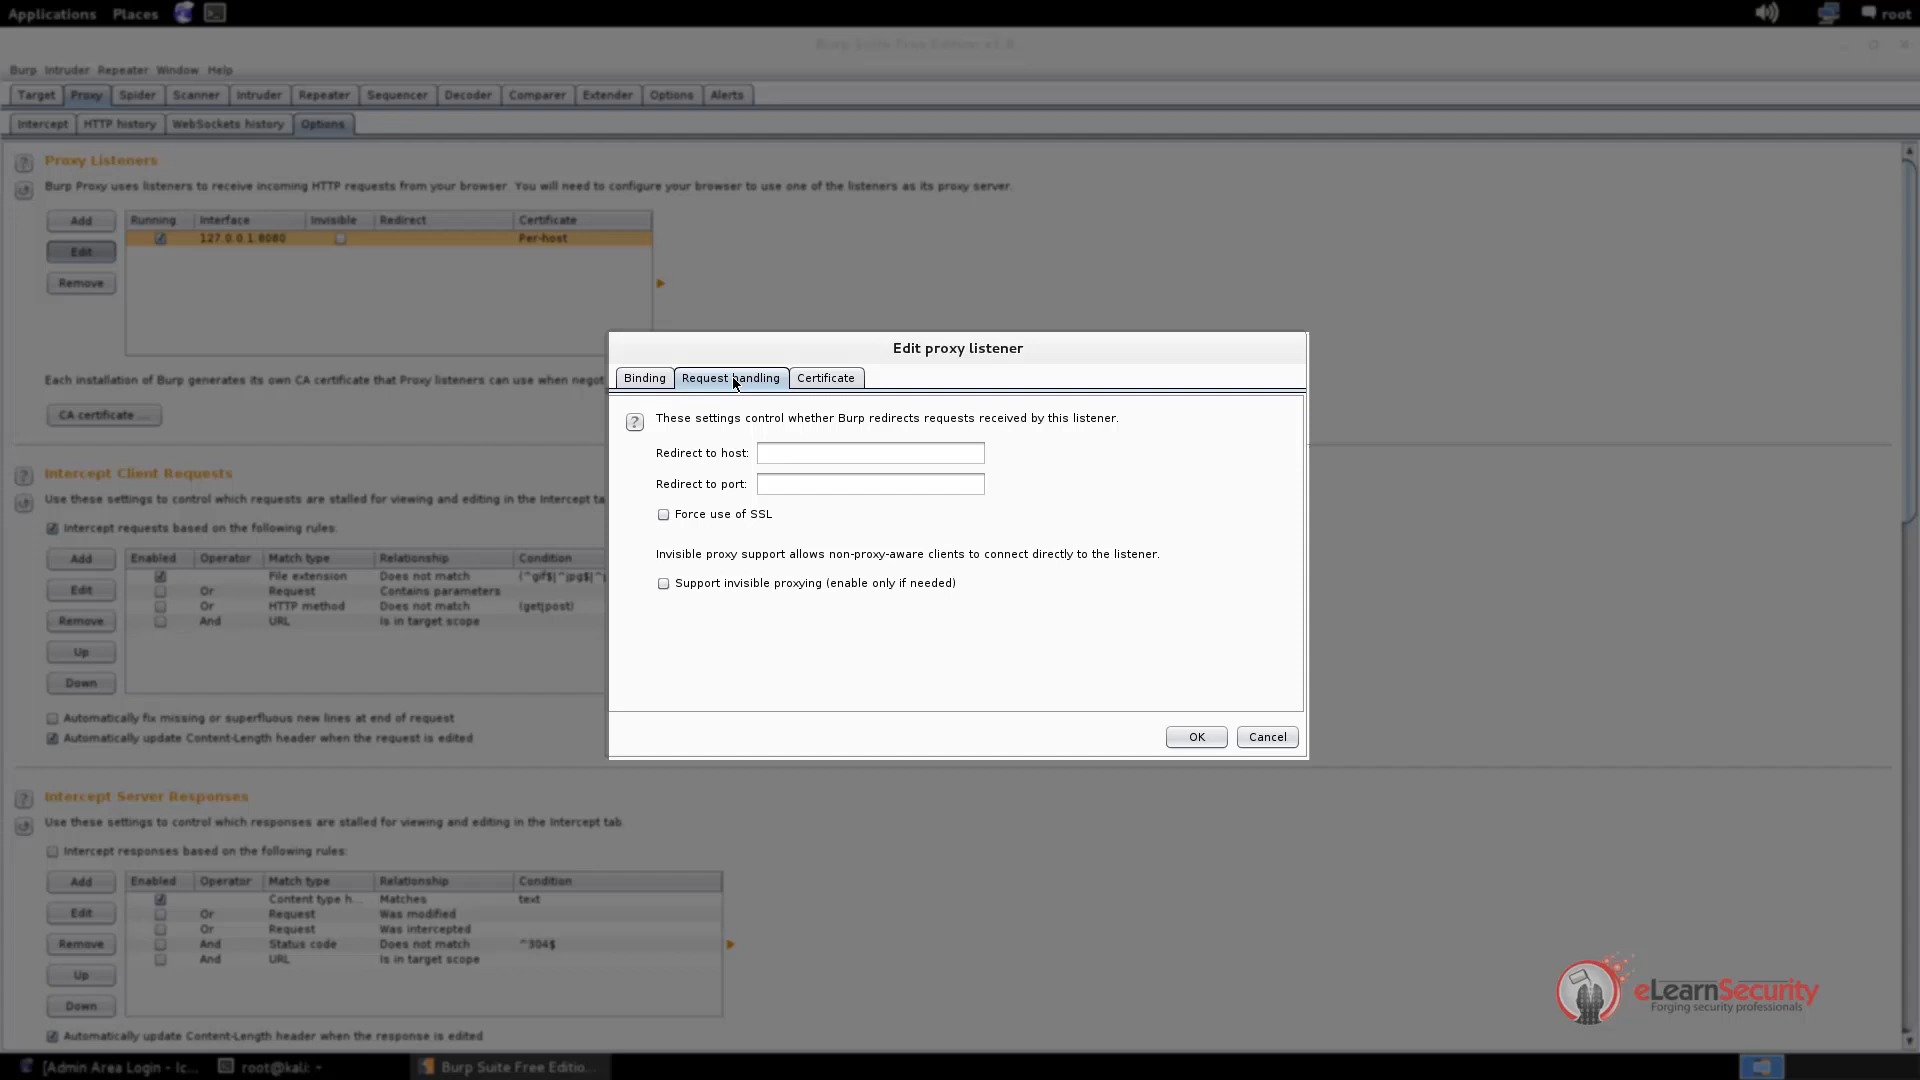 Applications Places root
Burp Suite Free Edition v1.6
Burp Intruder Repeater Window Help
Target Proxy Spider Scanner Intruder Repeater Sequencer Decoder Comparer Extender Options Alerts
Intercept HTTP history WebSockets history Options
? Proxy Listeners
Burp Proxy uses listeners to receive incoming HTTP requests from your browser. You will need to configure your browser to use one of the listeners as its proxy server.
Add Running Interface Invisible Redirect Certificate
127.0.0.1:8080 Per-host
Edit
Remove
Edit proxy listener
Binding Request handling Certificate
? These settings control whether Burp redirects requests received by this listener.
Redirect to host:
Redirect to port:
Force use of SSL
Invisible proxy support allows non-proxy-aware clients to connect directly to the listener.
Support invisible proxying (enable only if needed)
OK Cancel
Each installation of Burp generates its own CA certificate that Proxy listeners can use when negot
CA certificate ...
? Intercept Client Requests
Use these settings to control which requests are stalled for viewing and editing in the Intercept ta
Intercept requests based on the following rules:
Add Enabled Operator Match type Relationship Condition
File extension Does not match (^gif$|^jpg$|^p
Edit Or Request Contains parameters
Or HTTP method Does not match (get|post)
Remove And URL Is in target scope
Up
Down
Automatically fix missing or superfluous new lines at end of request
Automatically update Content-Length header when the request is edited
? Intercept Server Responses
Use these settings to control which responses are stalled for viewing and editing in the Intercept tab.
Intercept responses based on the following rules:
Add Enabled Operator Match type Relationship Condition
Content type h... Matches text
Edit Or Request Was modified
Or Request Was intercepted
Remove And Status code Does not match ^304$
And URL Is in target scope
Up
Down
Automatically update Content-Length header when the response is edited
eLearnSecurity
Forging security professionals
[Admin Area Login - Ic... root@kali: ~ Burp Suite Free Editio...